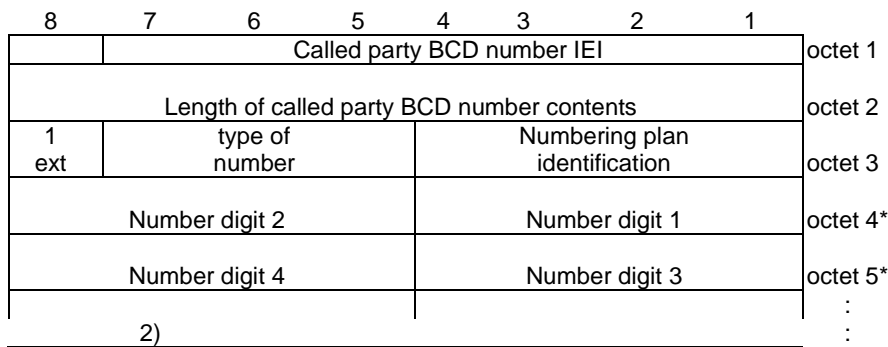 8 7 6 5 4 3 2 1
Called party BCD number IEI octet 1
Length of called party BCD number contents octet 2
1 type of Numbering plan
ext number identification octet 3
Number digit 2 Number digit 1 octet 4*
Number digit 4 Number digit 3 octet 5*
:
2) :